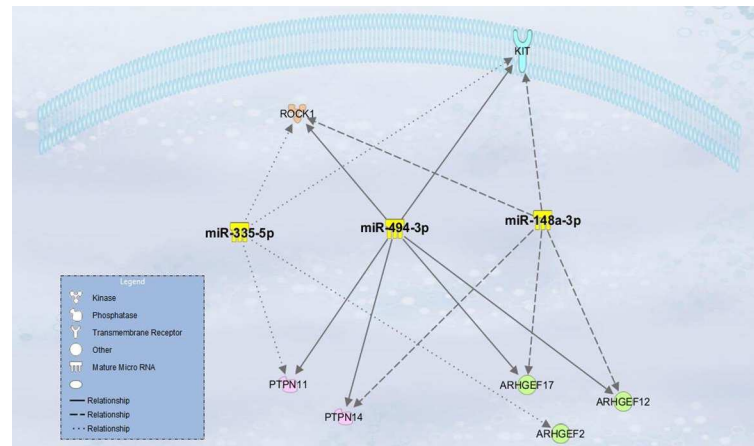 KIT
ROCK1
miR-335-5p
miR-494-3p
miR-148a-3p
Legend
Kinase
Phosphatase
Transmembrane Receptor
Other
Mature Micro RNA
Relationship
Relationship
Relationship
PTPN11
PTPN14
ARHGEF17
ARHGEF12
ARHGEF2